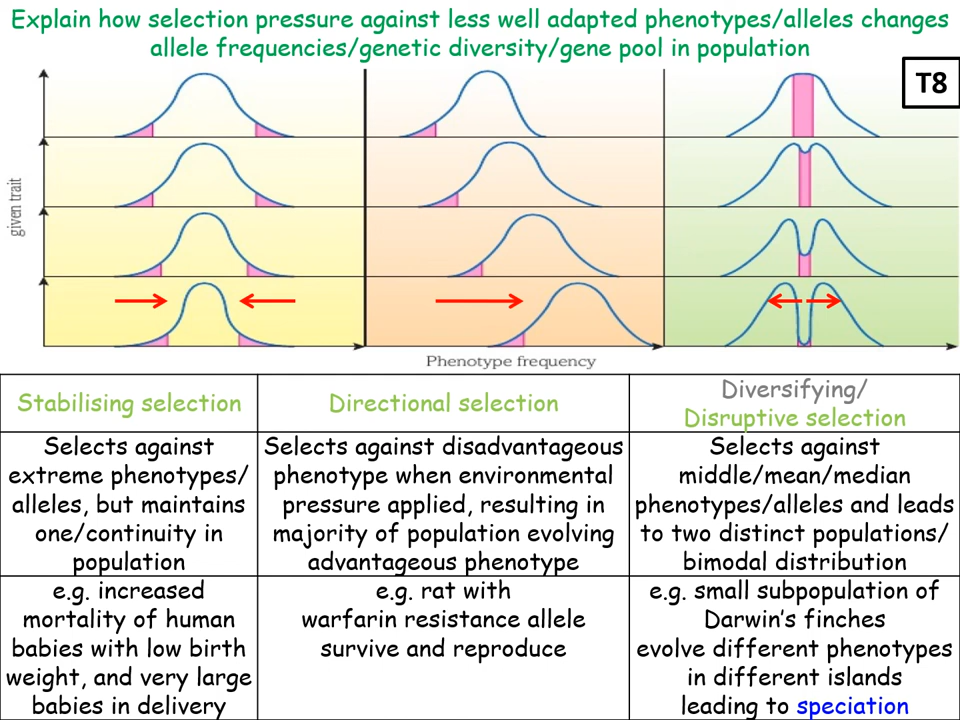 Explain how selection pressure against less well adapted phenotypes/alleles changes
allele frequencies/genetic diversity/gene pool in population
T8
given trait
Phenotype frequency
Stabilising selection
Directional selection
Diversifying/
Disruptive selection
Selects against
extreme phenotypes/
alleles, but maintains
one/continuity in
population
Selects against disadvantageous
phenotype when environmental
pressure applied, resulting in
majority of population evolving
advantageous phenotype
Selects against
middle/mean/median
phenotypes/alleles and leads
to two distinct populations/
bimodal distribution
e.g. increased
mortality of human
babies with low birth
weight, and very large
babies in delivery
e.g. rat with
warfarin resistance allele
survive and reproduce
e.g. small subpopulation of
Darwin's finches
evolve different phenotypes
in different islands
leading to speciation